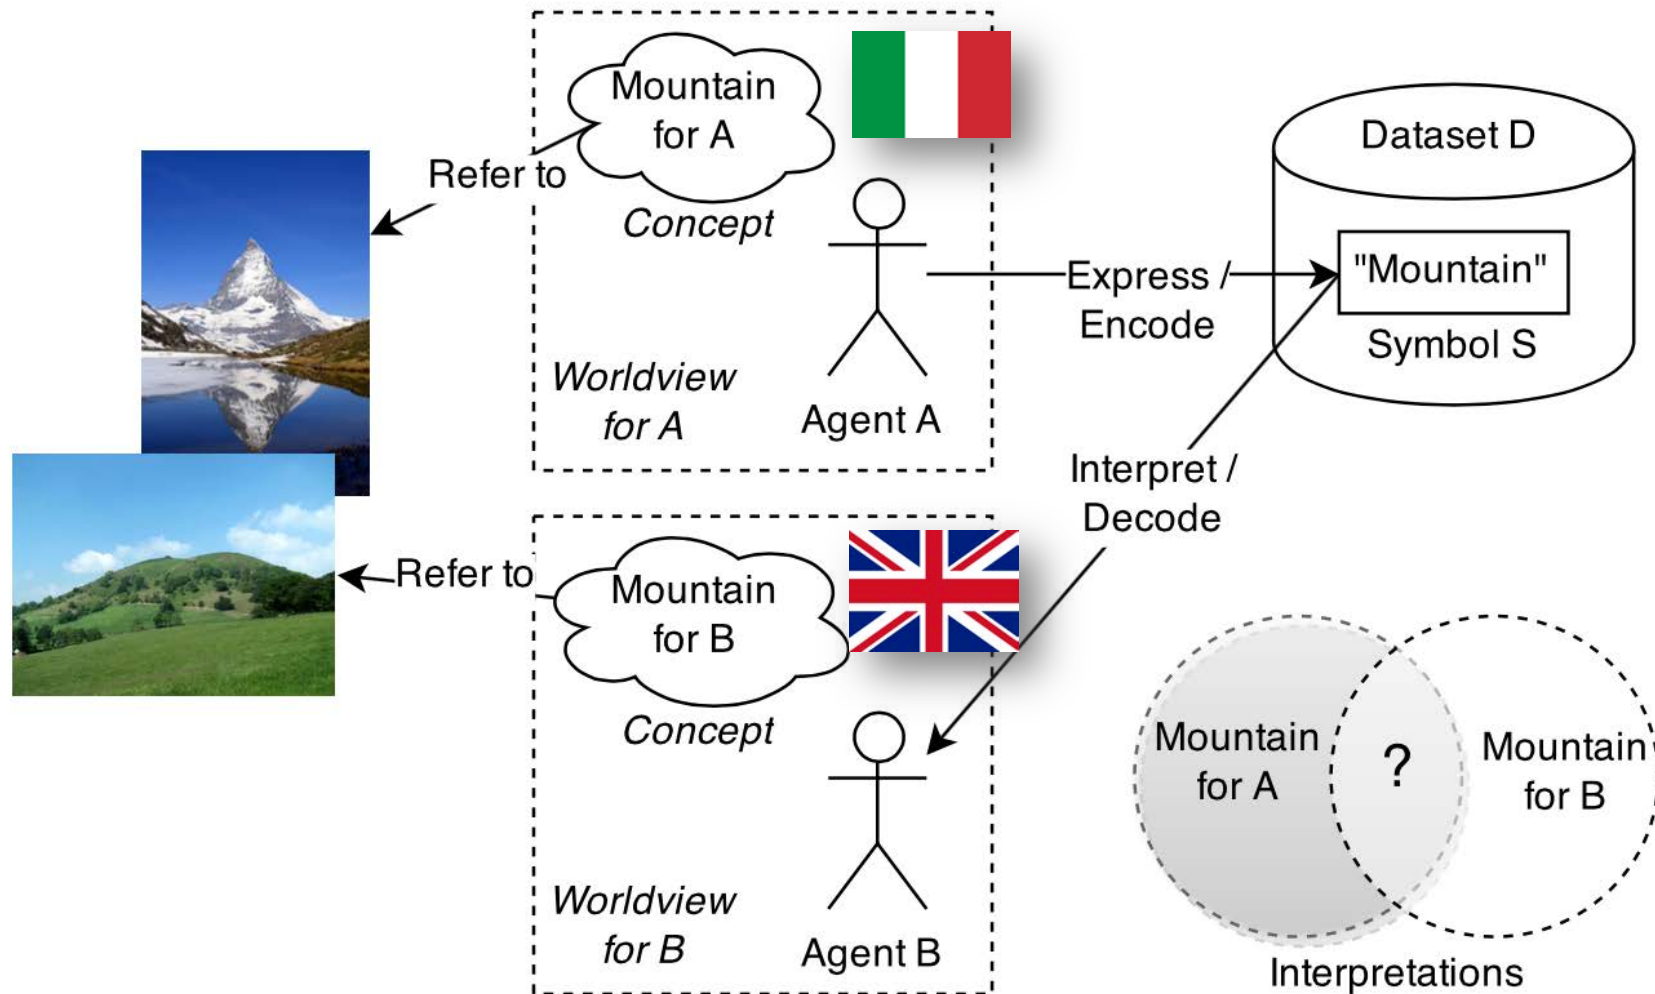 Mountain
for A
Refer to
Concept
Worldview
for A
Agent A
Express /
Encode
Dataset D
"Mountain"
Symbol S
Interpret /
Decode
Mountain
for B
Refer to
Concept
Worldview
for B
Agent B
Mountain
for A
?
Mountain
for B
Interpretations